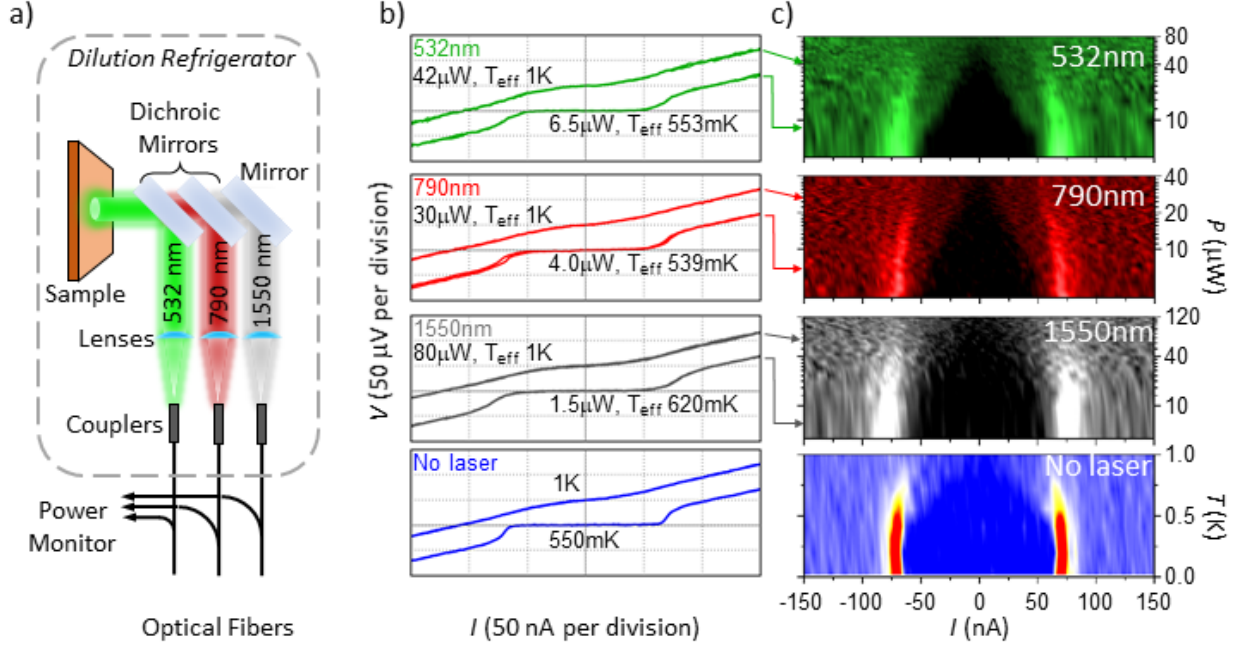 a)
Dilution Refrigerator
Dichroic
Mirrors
Mirror
532 nm
790 nm
1550 nm
Sample
Lenses
Couplers
Power
Monitor
Optical Fibers
b)
V (50 µV per division)
532nm
42µW, Teff 1K
6.5µW, Teff 553mK
790nm
30µW, Teff 1K
4.0µW, Teff 539mK
1550nm
80µW, Teff 1K
1.5µW, Teff 620mK
No laser
1K
550mK
I (50 nA per division)
c)
532nm
80
40
10
790nm
40
20
10
P (µW)
1550nm
120
40
10
No laser
1.0
0.5
0.0
T (K)
-150 -100 -50 0 50 100 150
I (nA)